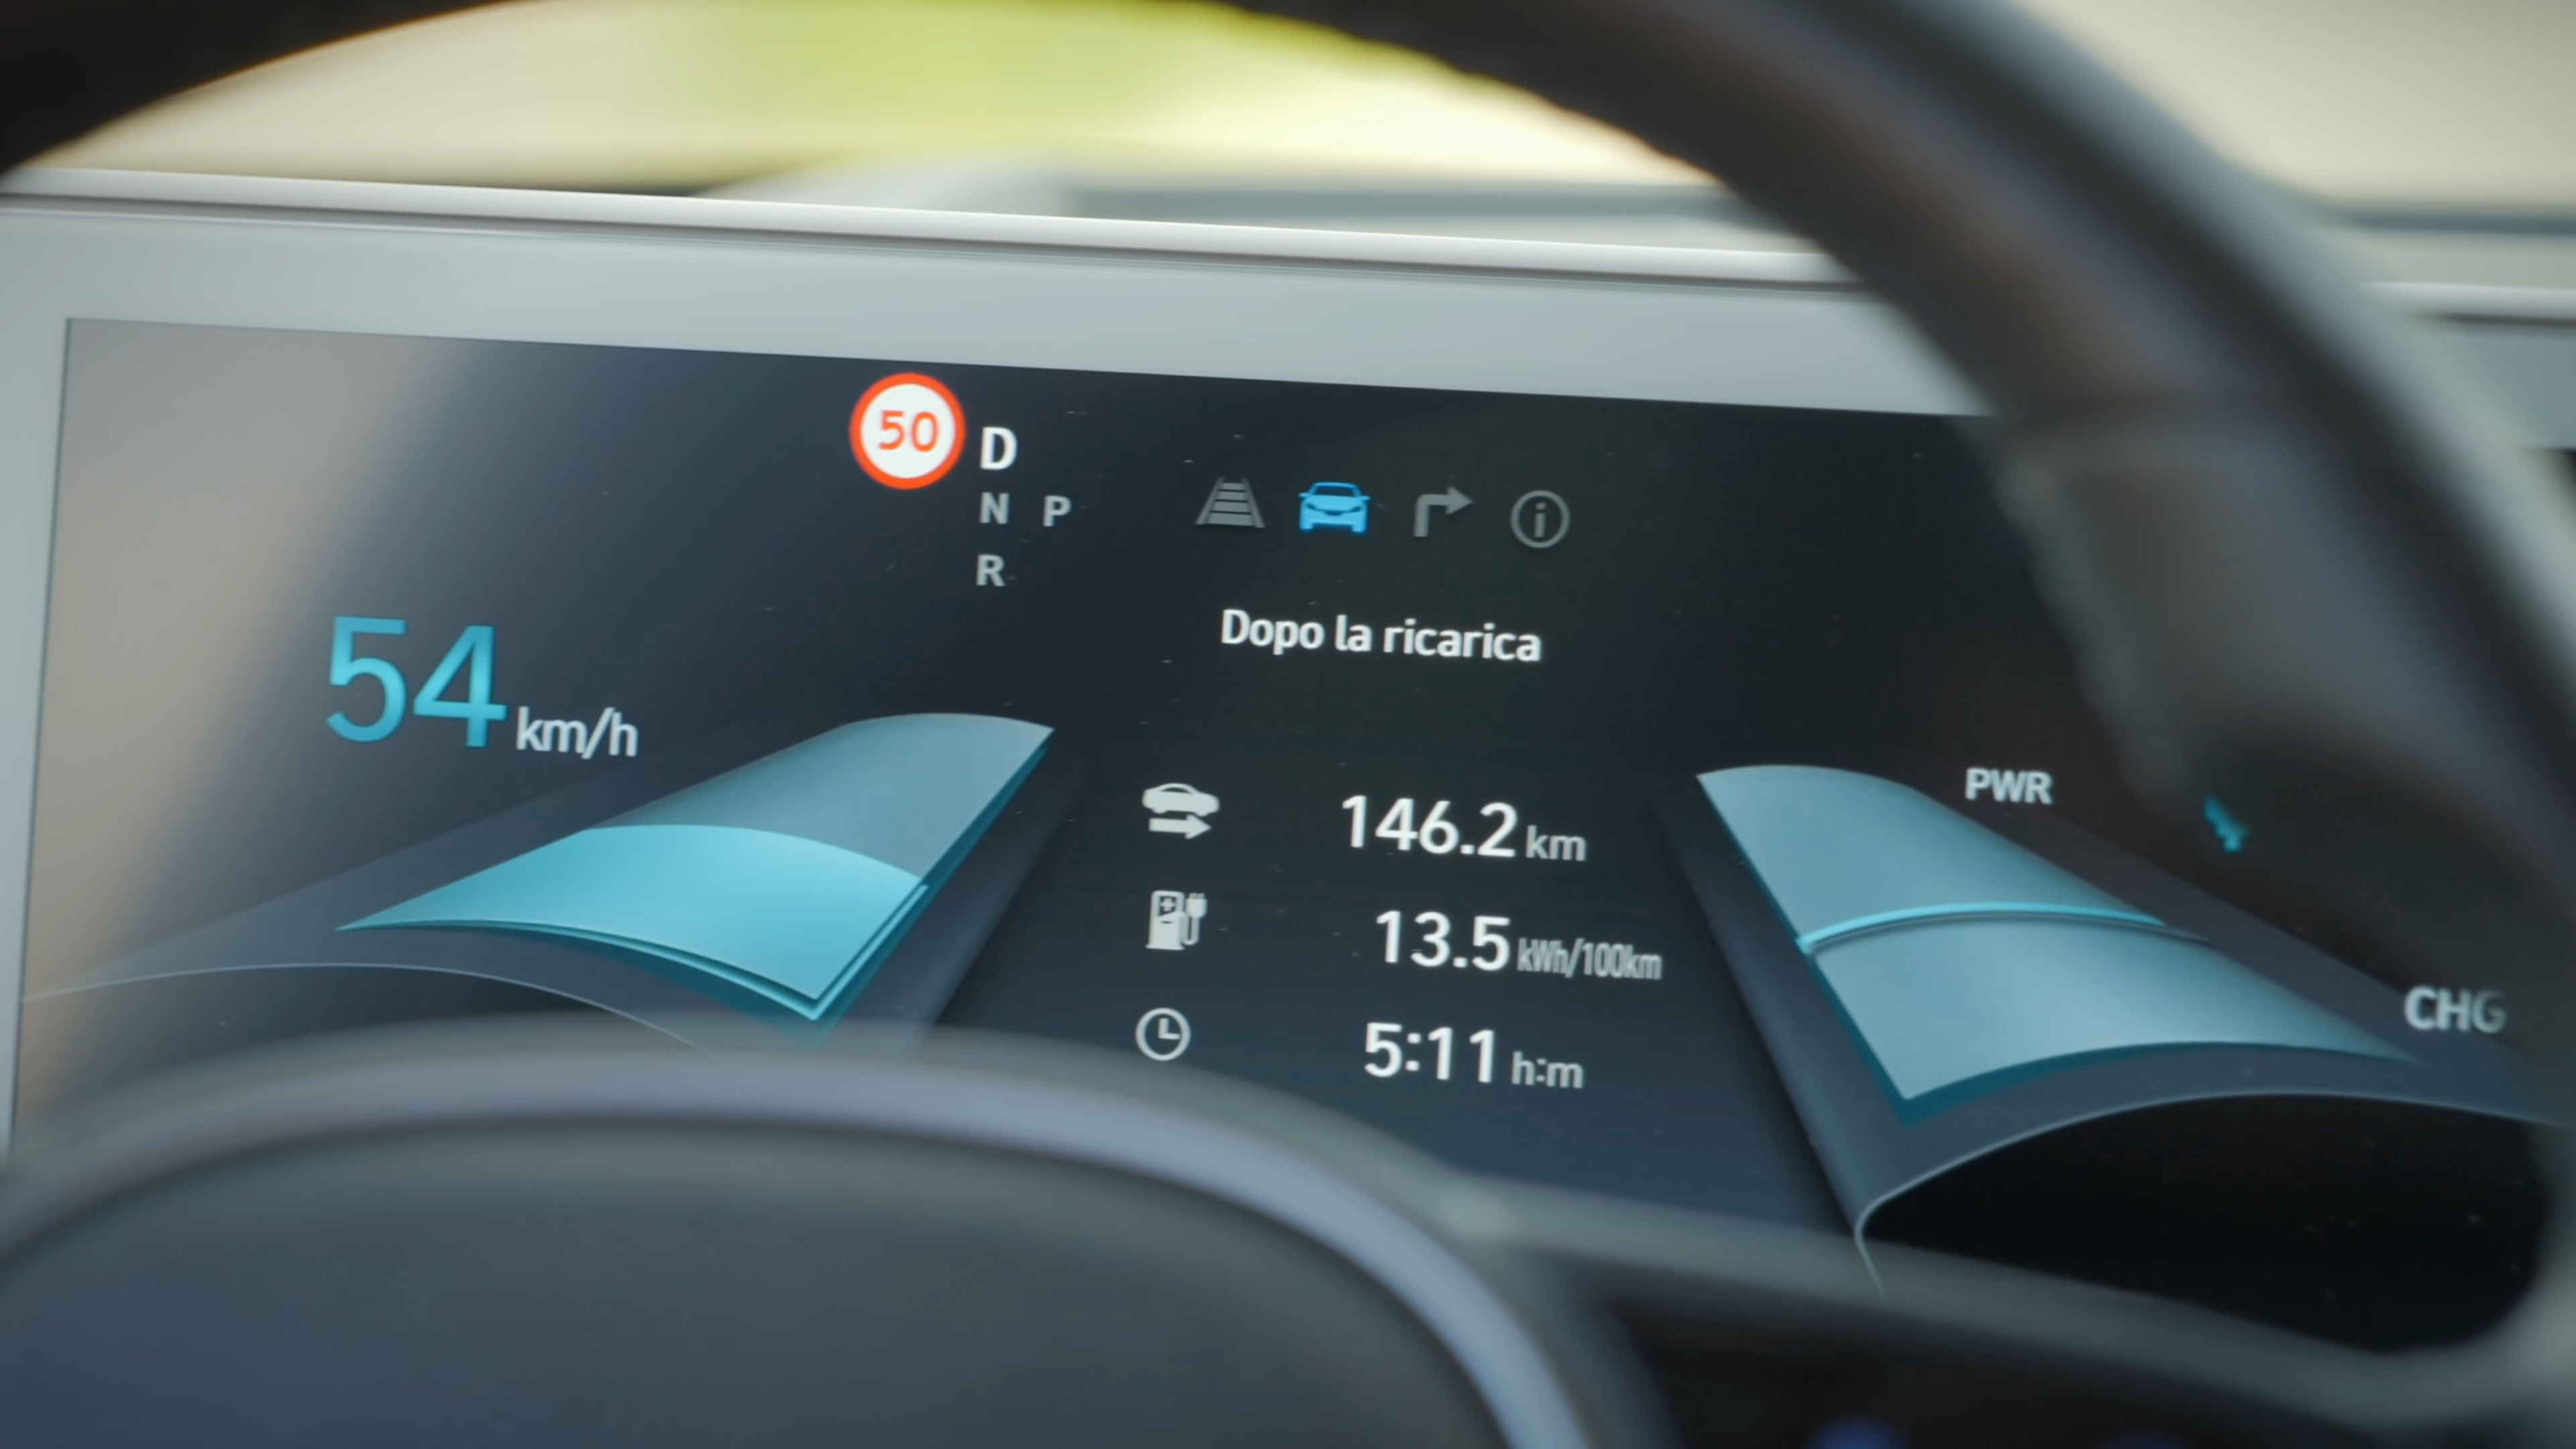 50 D
N P
R
54 km/h
Dopo la ricarica
146.2 km
13.5 kWh/100km
5:11 h:m
PWR
CHG